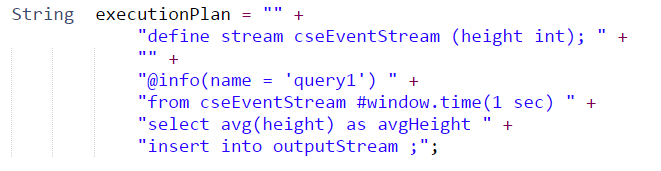 String executionPlan = "" +
"define stream cseEventStream (height int); " +
"" +
"@info(name = 'query1') " +
"from cseEventStream #window.time(1 sec) " +
"select avg(height) as avgHeight " +
"insert into outputStream ;";